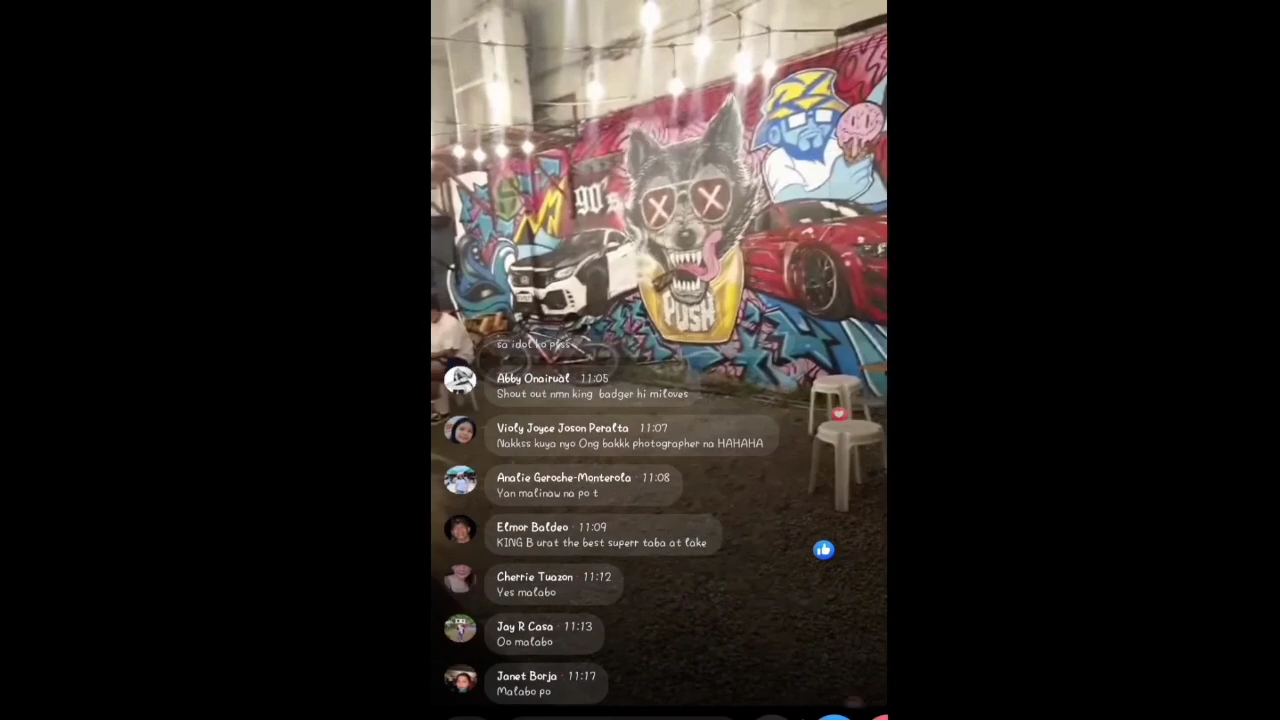 90's
PUSH
sa idol ko psss
Abby Onairual · 11:05
Shout out nmn king badger hi miloves
Violy Joyce Joson Peralta · 11:07
Nakkss kuya nyo Ong bakkk photographer na HAHAHA
Analie Geroche-Monterola · 11:08
Yan malinaw na po t
Elmor Baldeo · 11:09
KING B urat the best superr taba at lake
Cherrie Tuazon · 11:12
Yes malabo
Jay R Casa · 11:13
Oo malabo
Janet Borja · 11:17
Malabo po